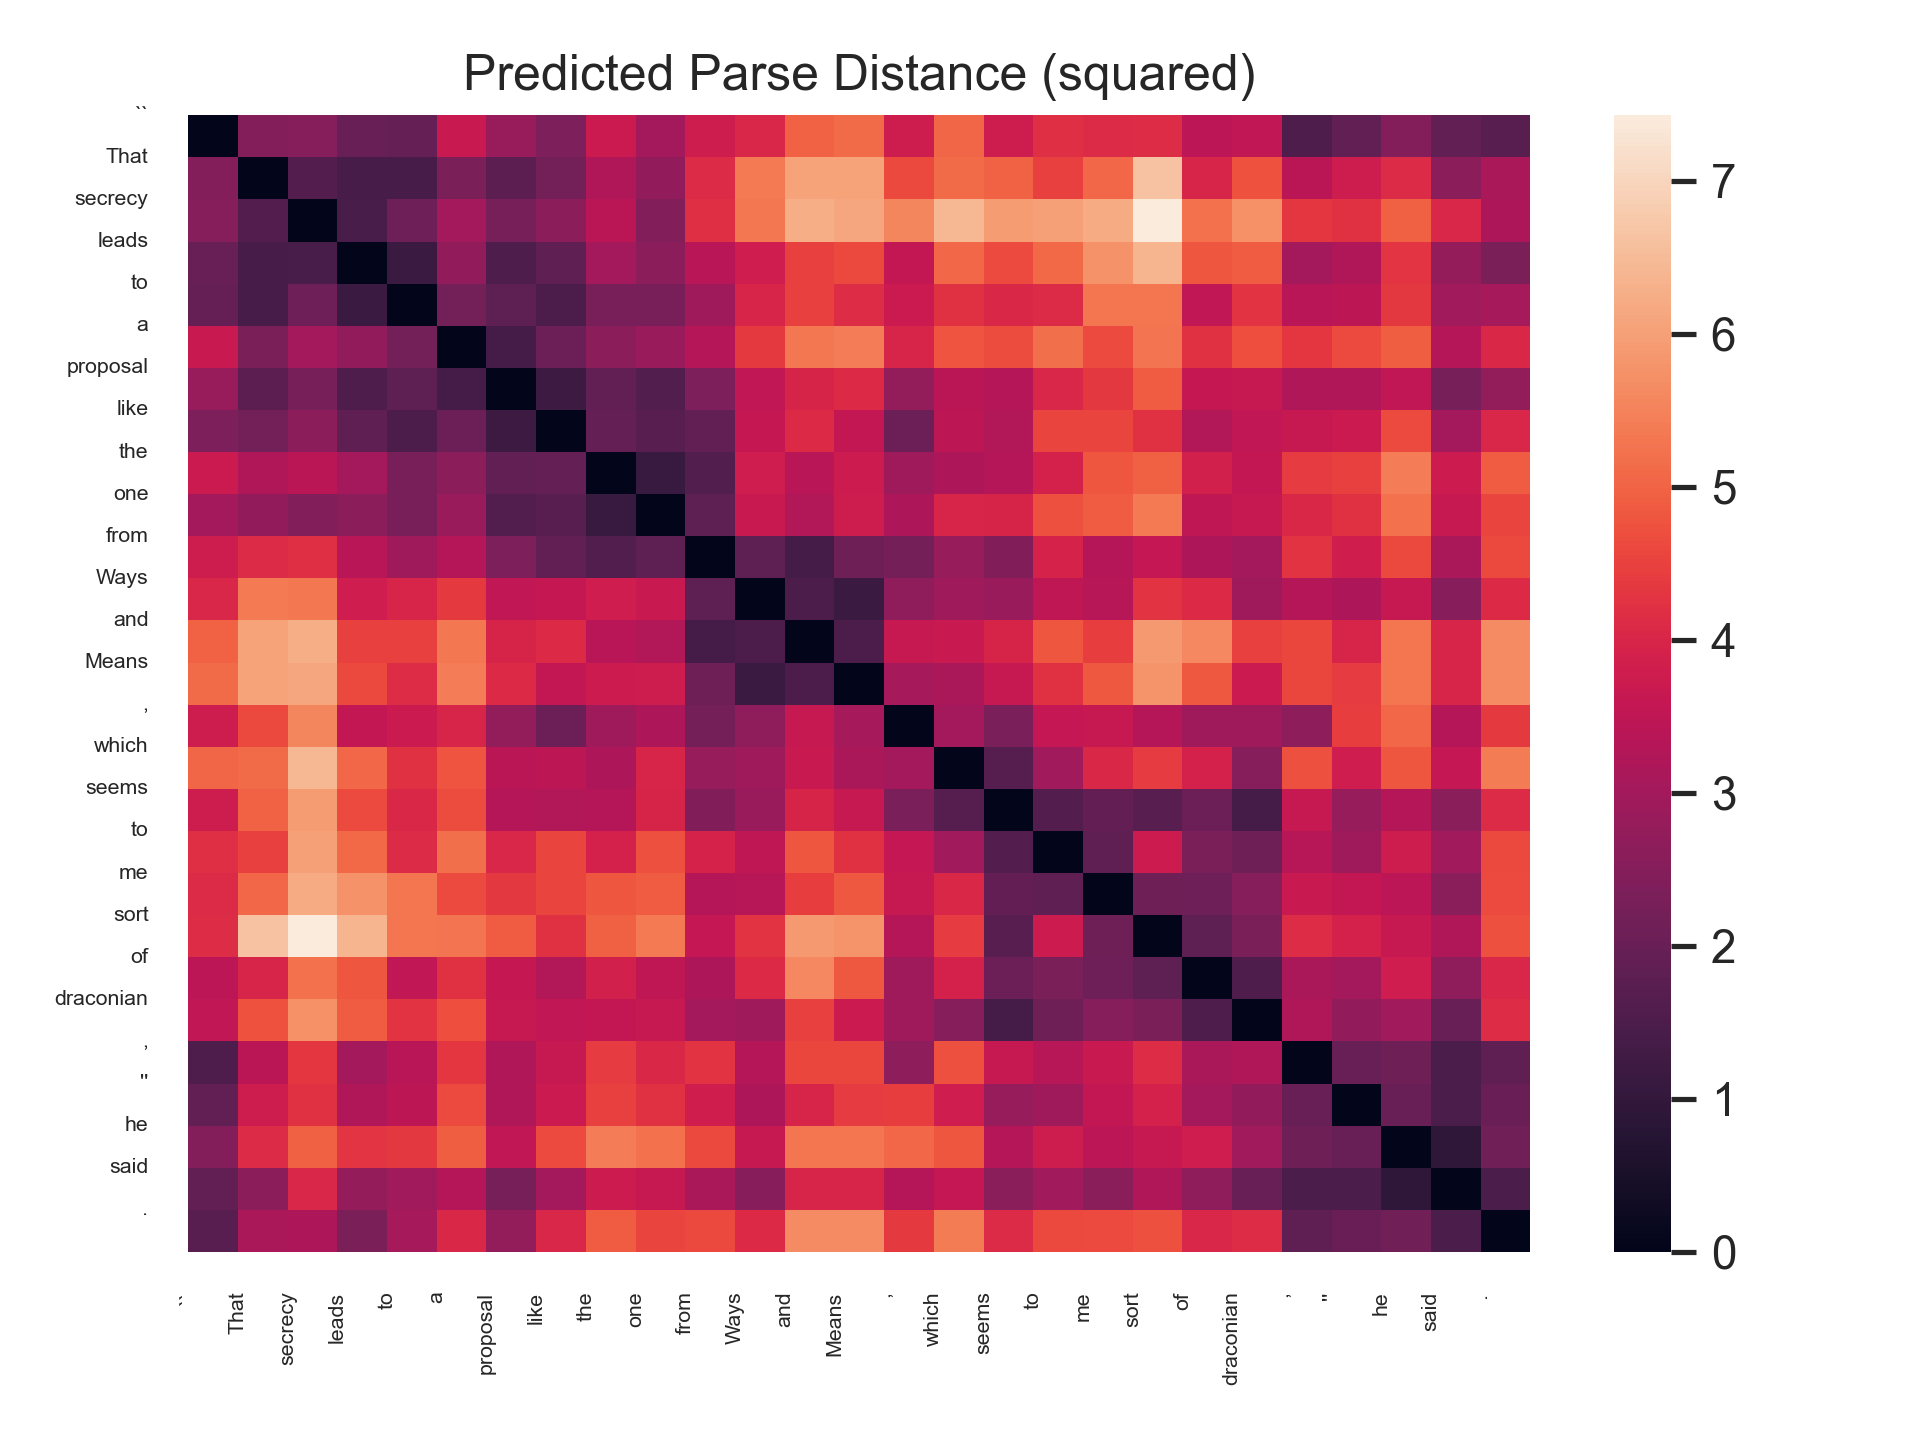 Predicted Parse Distance (squared)
``
That
secrecy
leads
to
a
proposal
like
the
one
from
Ways
and
Means
,
which
seems
to
me
sort
of
draconian
,
''
he
said
.
7
6
5
4
3
2
1
0
`` That secrecy leads to a proposal like the one from Ways and Means , which seems to me sort of draconian , '' he said .